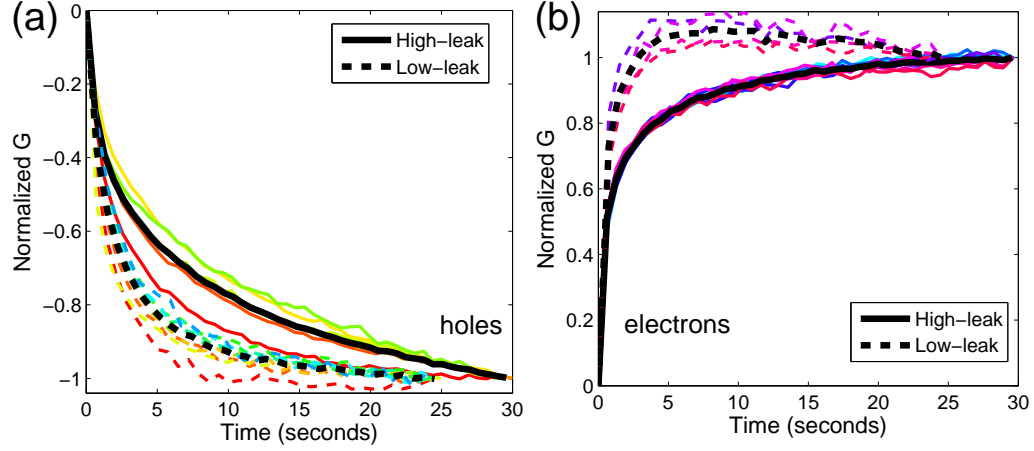 (a)
0
−0.2
−0.4
−0.6
−0.8
−1
Normalized G
High−leak
Low−leak
holes
0 5 10 15 20 25 30
Time (seconds)
(b)
1
0.8
0.6
0.4
0.2
0
Normalized G
electrons
High−leak
Low−leak
0 5 10 15 20 25 30
Time (seconds)